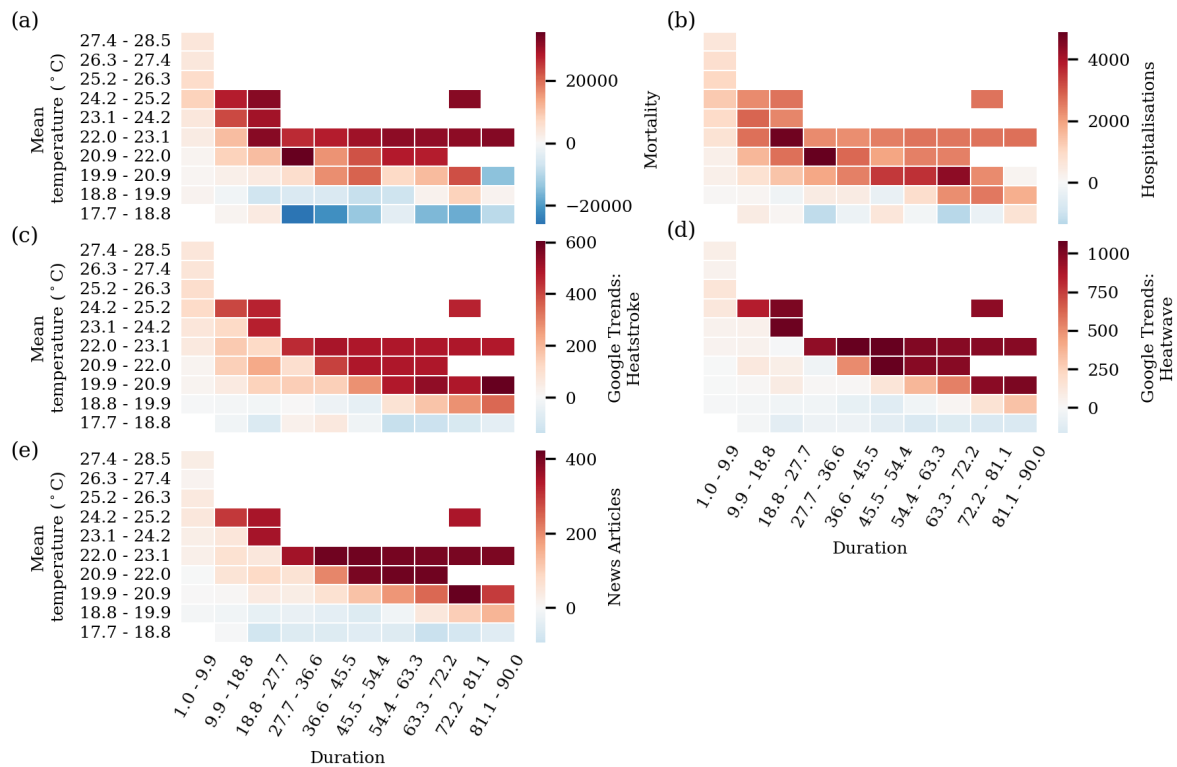 (a)
27.4 - 28.5
26.3 - 27.4
25.2 - 26.3
24.2 - 25.2
23.1 - 24.2
22.0 - 23.1
20.9 - 22.0
19.9 - 20.9
18.8 - 19.9
17.7 - 18.8
Mean
temperature (°C)
20000
0
−20000
Mortality
(b)
4000
2000
0
Hospitalisations
(c)
27.4 - 28.5
26.3 - 27.4
25.2 - 26.3
24.2 - 25.2
23.1 - 24.2
22.0 - 23.1
20.9 - 22.0
19.9 - 20.9
18.8 - 19.9
17.7 - 18.8
Mean
temperature (°C)
600
400
200
0
Google Trends:
Heatstroke
(d)
1000
750
500
250
0
Google Trends:
Heatwave
1.0 - 9.9
9.9 - 18.8
18.8 - 27.7
27.7 - 36.6
36.6 - 45.5
45.5 - 54.4
54.4 - 63.3
63.3 - 72.2
72.2 - 81.1
81.1 - 90.0
Duration
(e)
27.4 - 28.5
26.3 - 27.4
25.2 - 26.3
24.2 - 25.2
23.1 - 24.2
22.0 - 23.1
20.9 - 22.0
19.9 - 20.9
18.8 - 19.9
17.7 - 18.8
Mean
temperature (°C)
400
200
0
News Articles
1.0 - 9.9
9.9 - 18.8
18.8 - 27.7
27.7 - 36.6
36.6 - 45.5
45.5 - 54.4
54.4 - 63.3
63.3 - 72.2
72.2 - 81.1
81.1 - 90.0
Duration